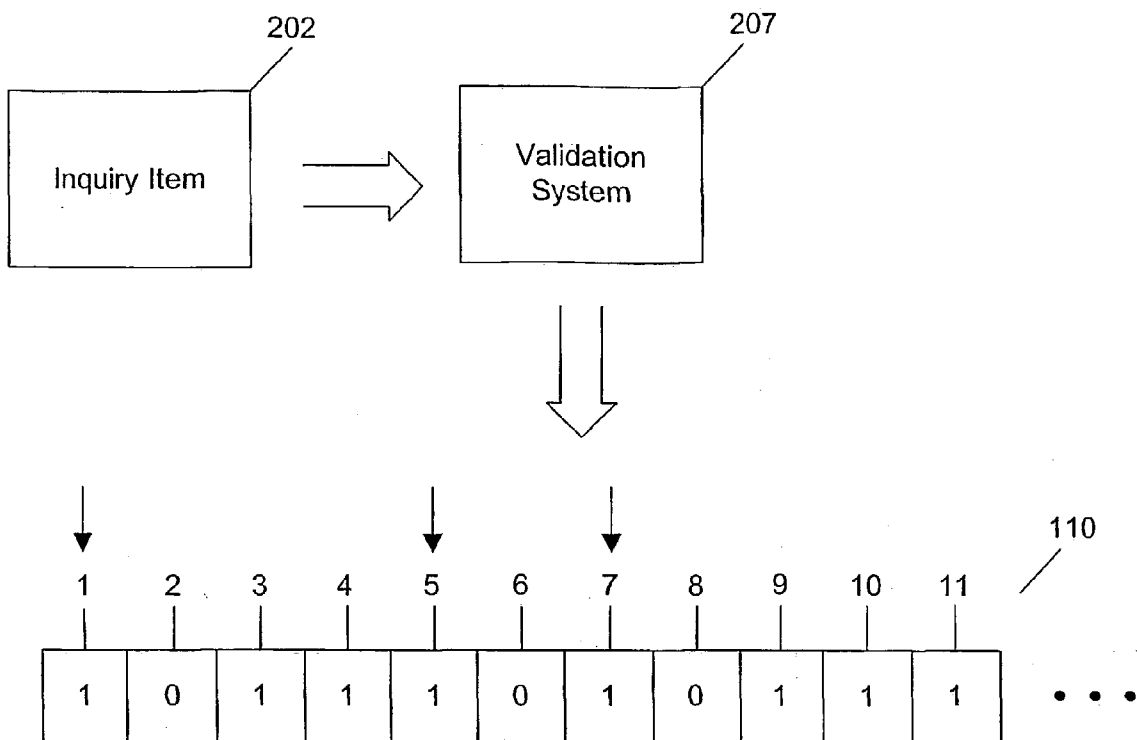 202
207
Inquiry Item
Validation
System
110
1 2 3 4 5 6 7 8 9 10 11
1 0 1 1 1 0 1 0 1 1 1 • • •